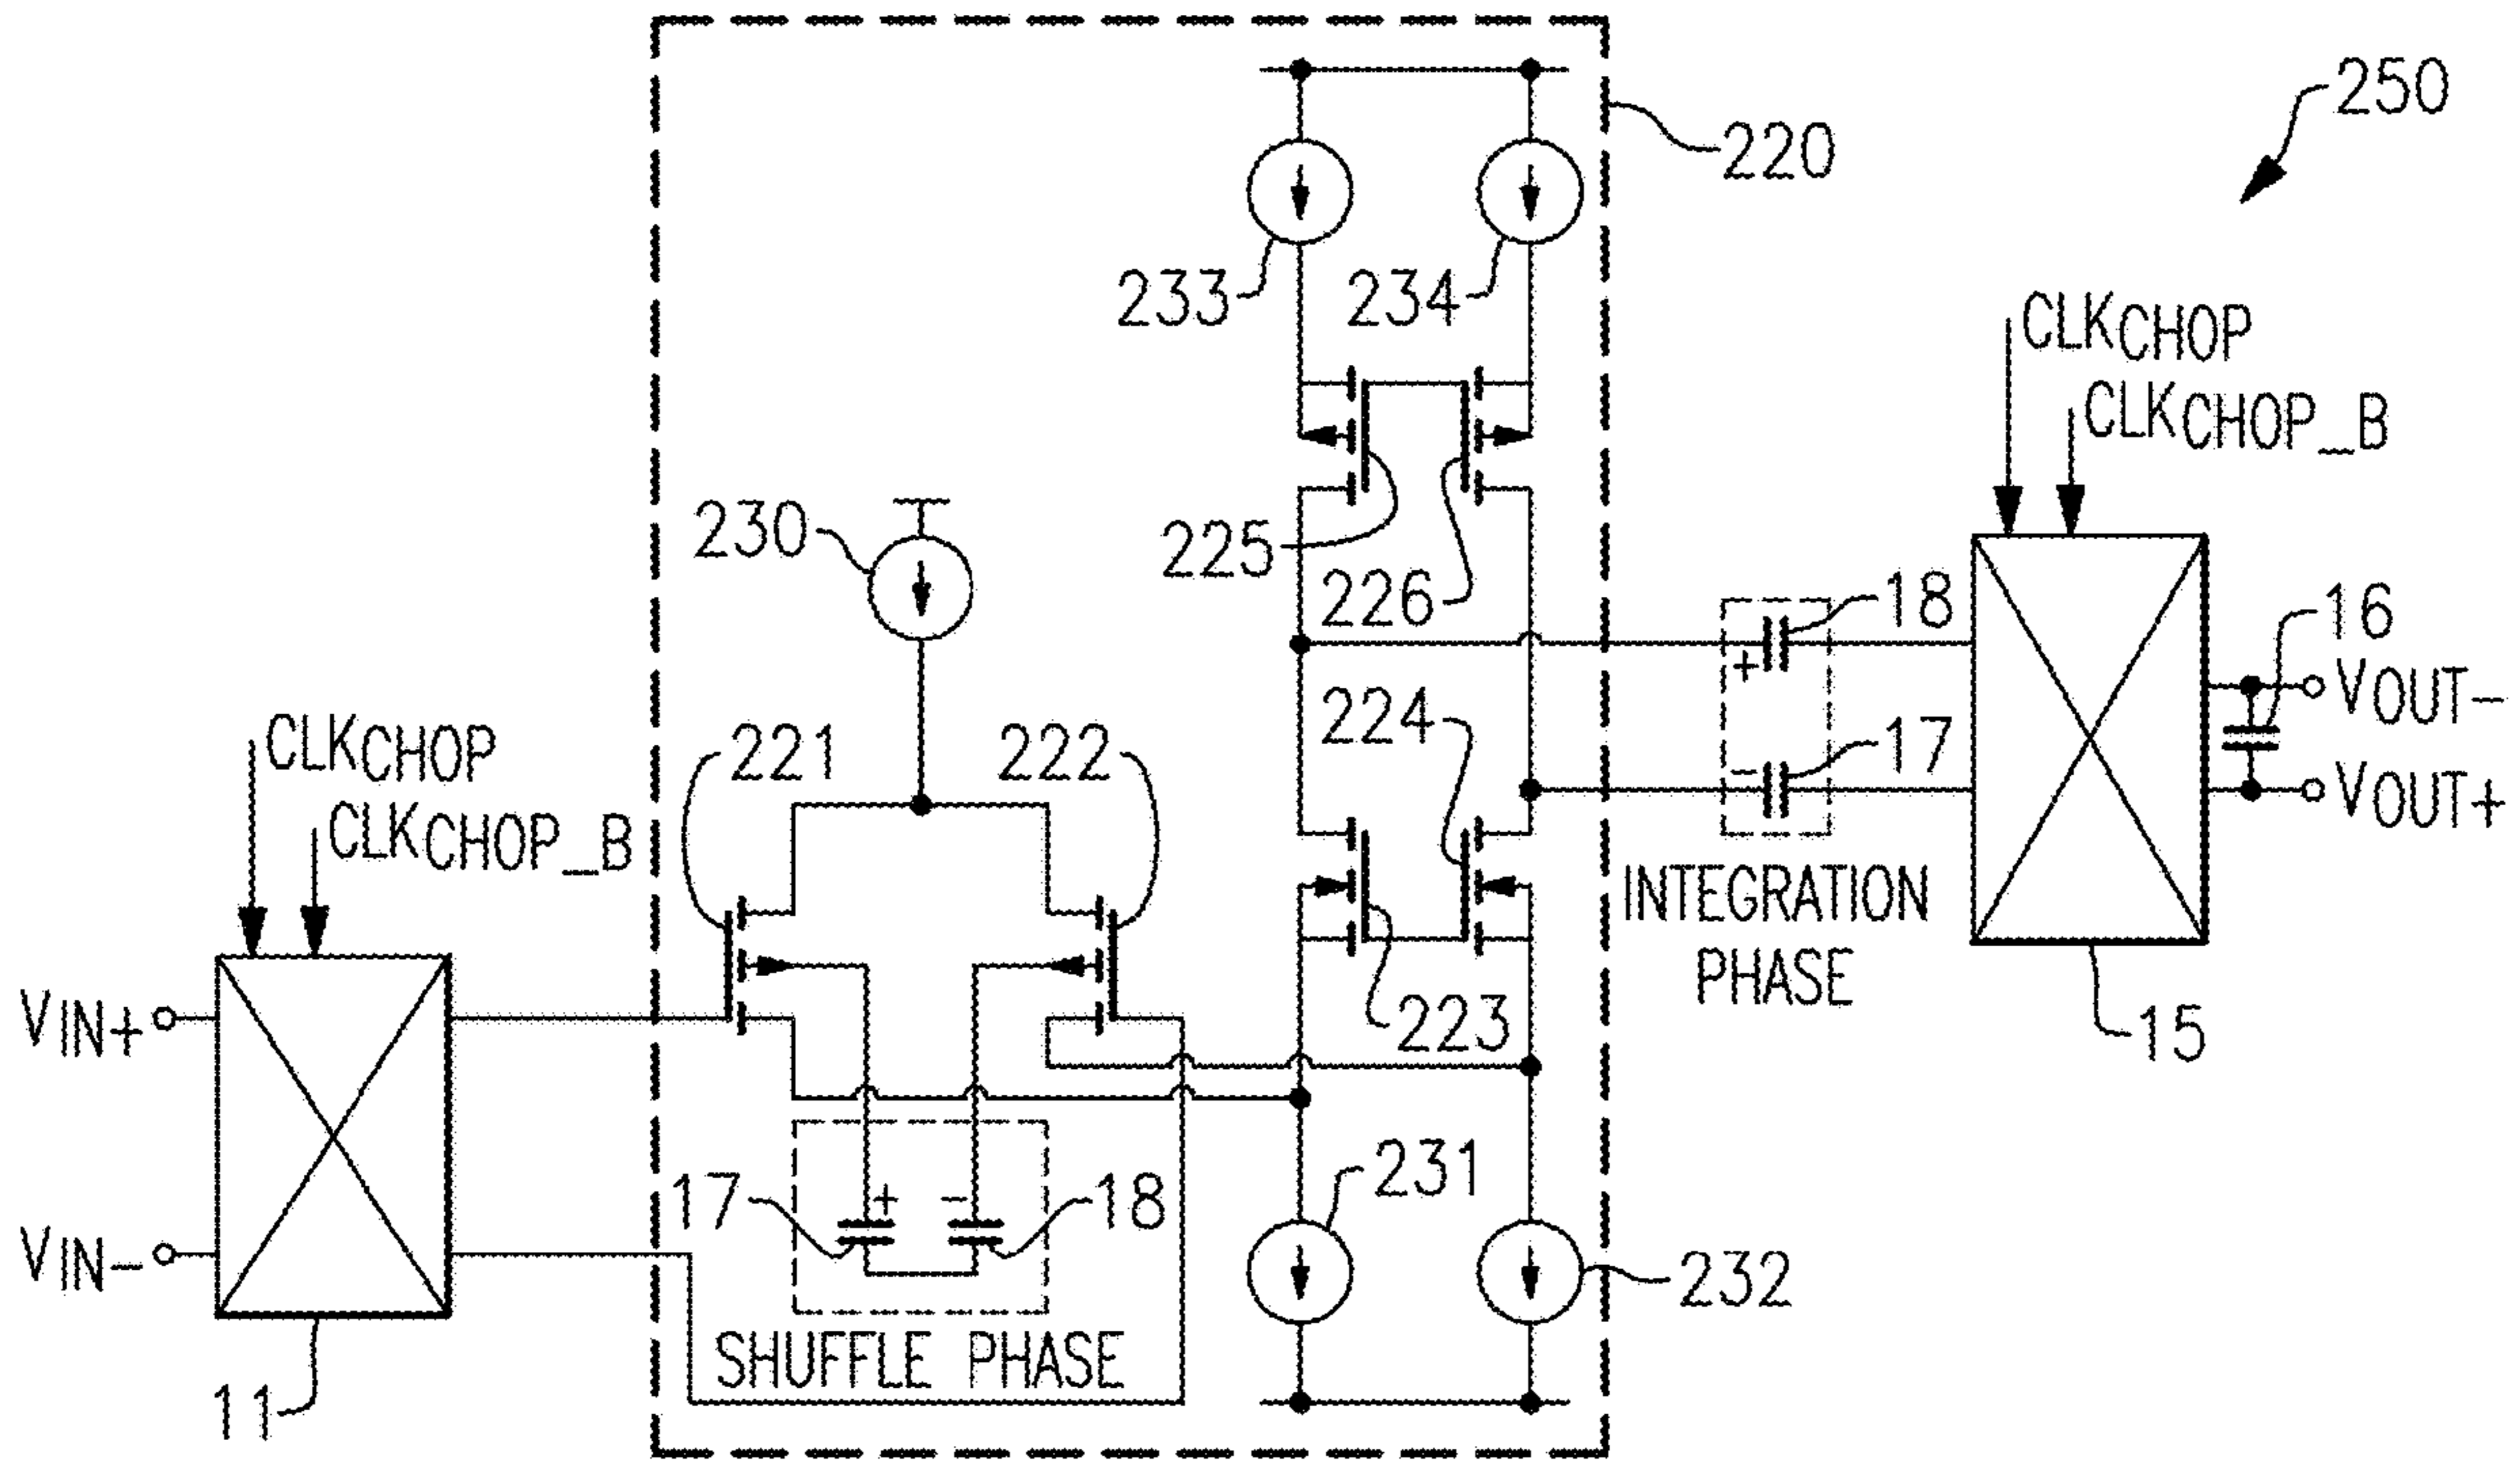 250
220
233
234
CLKCHOP
CLKCHOP_B
230
225
226
18
16
VOUT-
224
+
-
17
VOUT+
221
222
CLKCHOP
CLKCHOP_B
INTEGRATION
PHASE
223
15
VIN+
VIN-
17
+
-
18
231
232
SHUFFLE PHASE
11